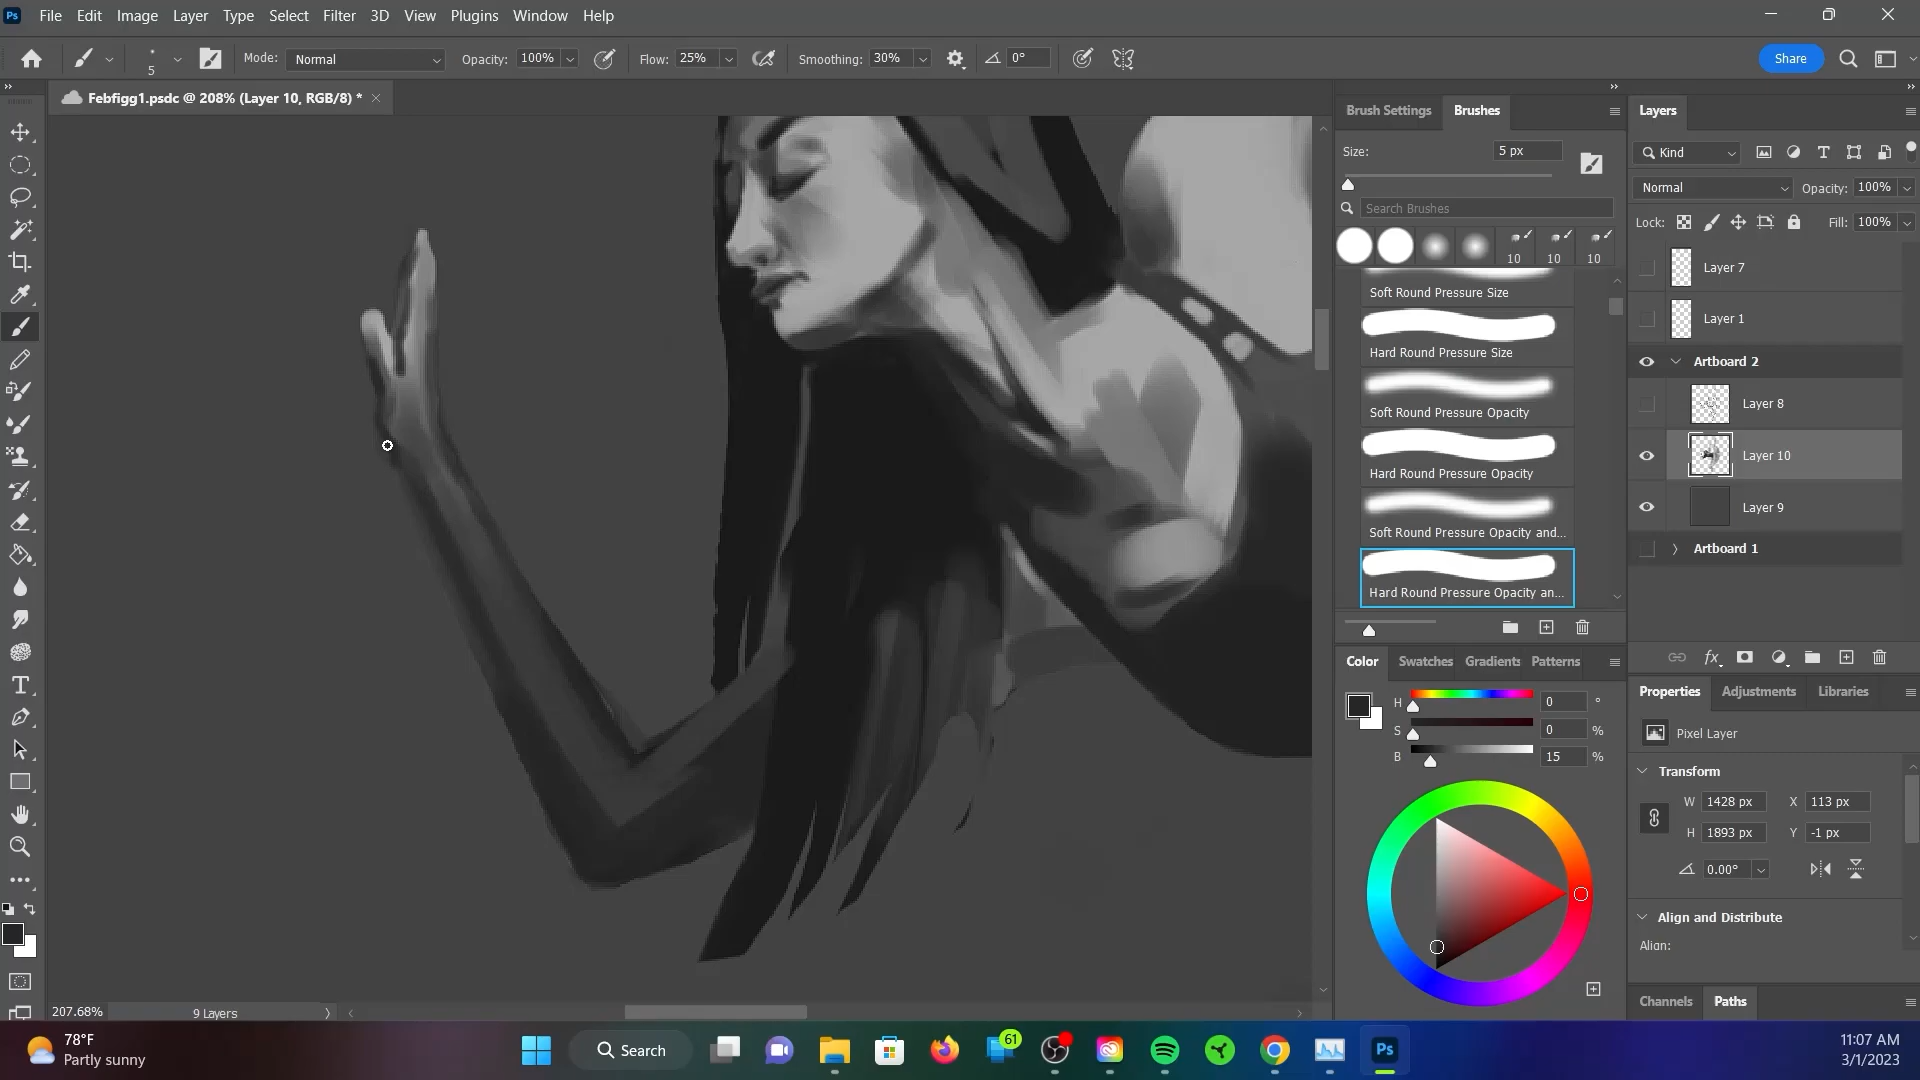 Ps File Edit Image Layer Type Select Filter 3D View Plugins Window Help
5 Mode: Normal Opacity: 100% Flow: 25% Smoothing: 30% 0° Share
Febfigg1.psdc @ 208% (Layer 10, RGB/8) *
Brush Settings Brushes
Size: 5 px
Search Brushes
10 10 10
Soft Round Pressure Size
Hard Round Pressure Size
Soft Round Pressure Opacity
Hard Round Pressure Opacity
Soft Round Pressure Opacity and...
Hard Round Pressure Opacity an...
Color Swatches Gradients Patterns
H 0 °
S 0 %
B 15 %
Layers
Kind
Normal Opacity: 100%
Lock: Fill: 100%
Layer 7
Layer 1
Artboard 2
Layer 8
Layer 10
Layer 9
Artboard 1
fx
Properties Adjustments Libraries
Pixel Layer
Transform
W 1428 px X 113 px
H 1893 px Y -1 px
0.00°
Align and Distribute
Align:
Channels Paths
207.68% 9 Layers
78°F
Partly sunny
Search
61
Ps
11:07 AM
3/1/2023